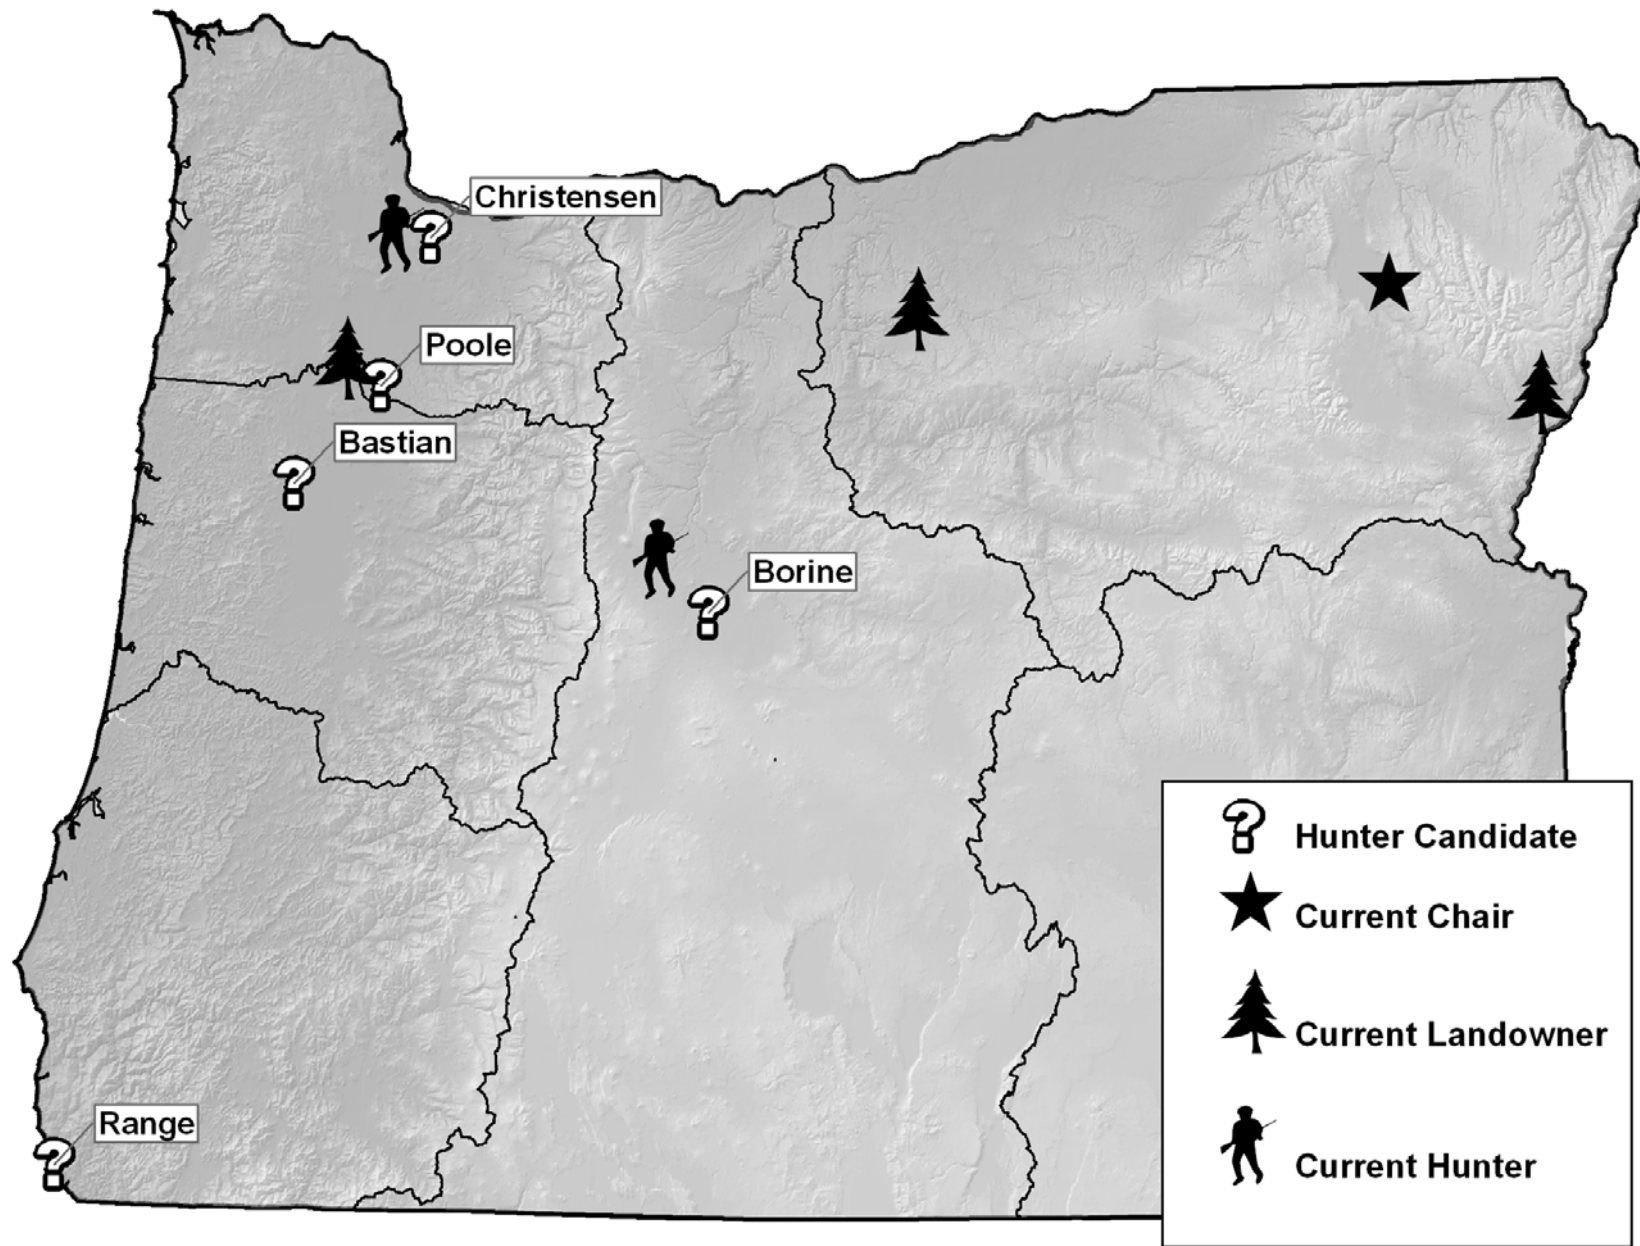 Christensen
Poole
Bastian
Borine
Range
Hunter Candidate
Current Chair
Current Landowner
Current Hunter